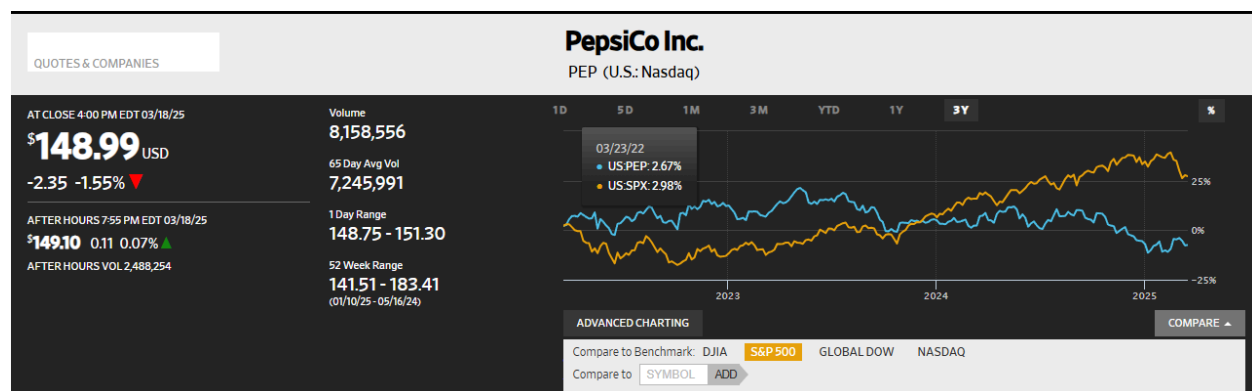 PepsiCo Inc.
QUOTES & COMPANIES
PEP (U.S.: Nasdaq)
AT CLOSE 4:00 PM EDT 03/18/25
$148.99 USD
-2.35 -1.55% ▼
AFTER HOURS 7:55 PM EDT 03/18/25
$149.10 0.11 0.07% ▲
AFTER HOURS VOL 2,488,254
Volume
8,158,556
65 Day Avg Vol
7,245,991
1 Day Range
148.75 - 151.30
52 Week Range
141.51 - 183.41
(01/10/25 - 05/16/24)
1D 5D 1M 3M YTD 1Y 3Y %
03/23/22
• US:PEP: 2.67%
• US:SPX: 2.98%
25%
0%
-25%
2023 2024 2025
ADVANCED CHARTING COMPARE ▲
Compare to Benchmark: DJIA S&P 500 GLOBAL DOW NASDAQ
Compare to SYMBOL ADD